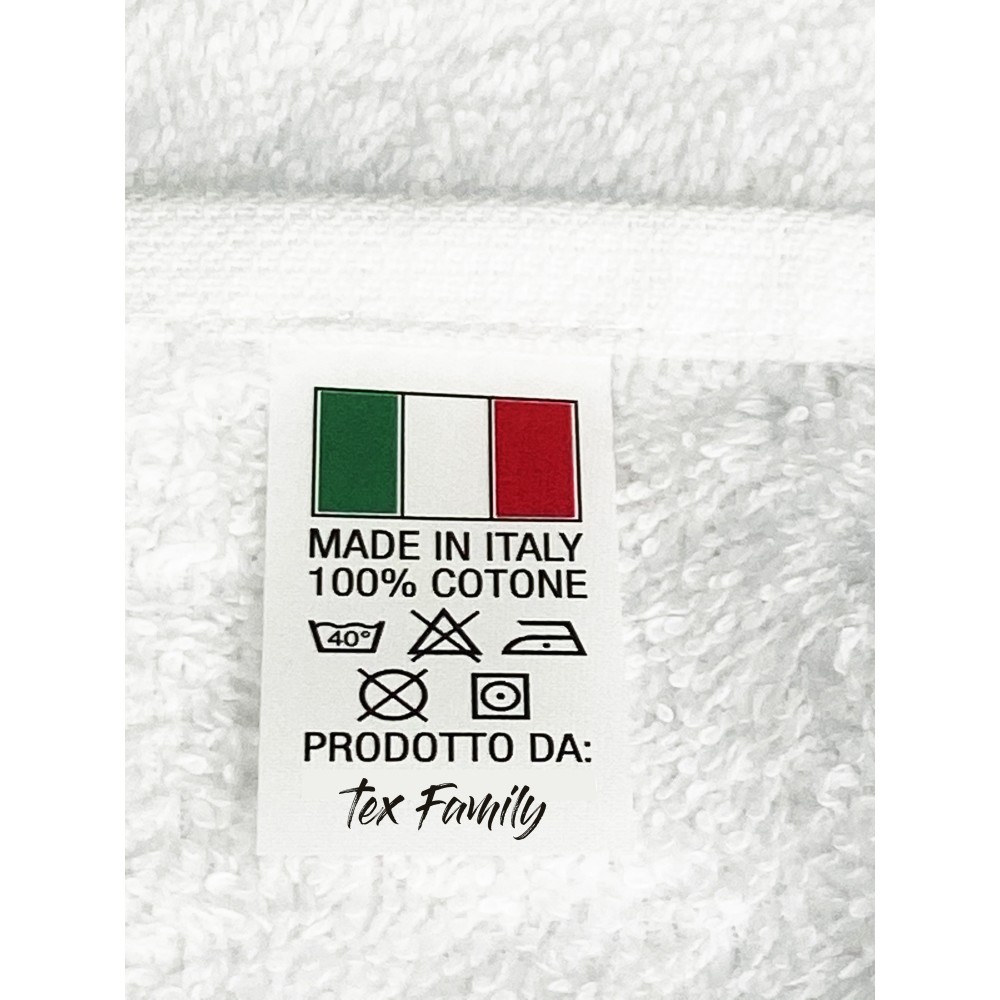 MADE IN ITALY
100% COTONE
40°
PRODOTTO DA:
Tex Family